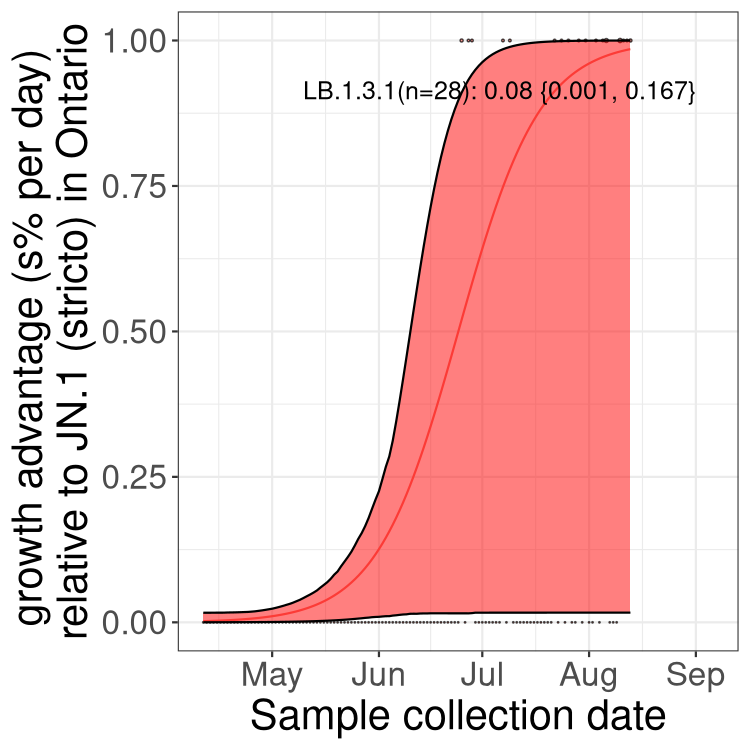 growth advantage (s% per day)
relative to JN.1 (stricto) in Ontario
1.00
0.75
0.50
0.25
0.00
LB.1.3.1(n=28): 0.08 {0.001, 0.167}
May Jun Jul Aug Sep
Sample collection date